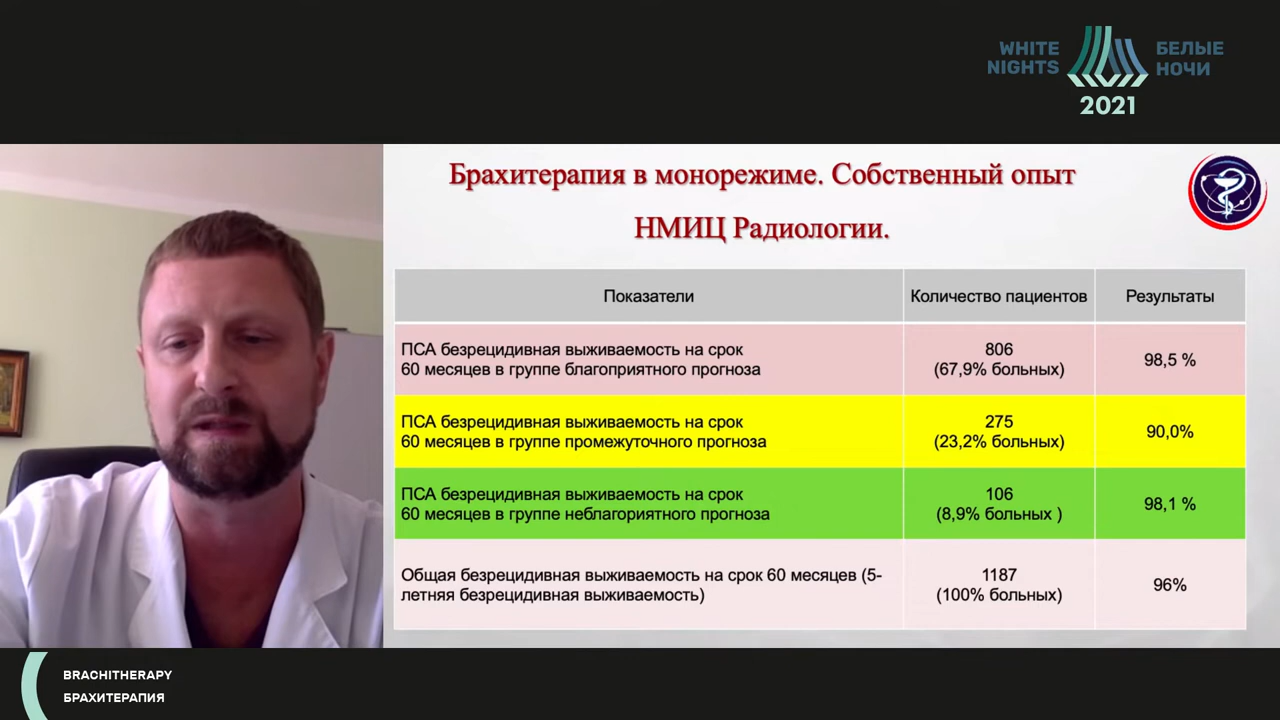 WHITE
NIGHTS
БЕЛЫЕ
НОЧИ
2021
Брахитерапия в монорежиме. Собственный опыт
НМИЦ Радиологии.
Показатели
Количество пациентов
Результаты
ПСА безрецидивная выживаемость на срок
60 месяцев в группе благоприятного прогноза
806
(67,9% больных)
98,5 %
ПСА безрецидивная выживаемость на срок
60 месяцев в группе промежуточного прогноза
275
(23,2% больных)
90,0%
ПСА безрецидивная выживаемость на срок
60 месяцев в группе неблагориятного прогноза
106
(8,9% больных )
98,1 %
Общая безрецидивная выживаемость на срок 60 месяцев (5-
летняя безрецидивная выживаемость)
1187
(100% больных)
96%
BRACHITHERAPY
БРАХИТЕРАПИЯ